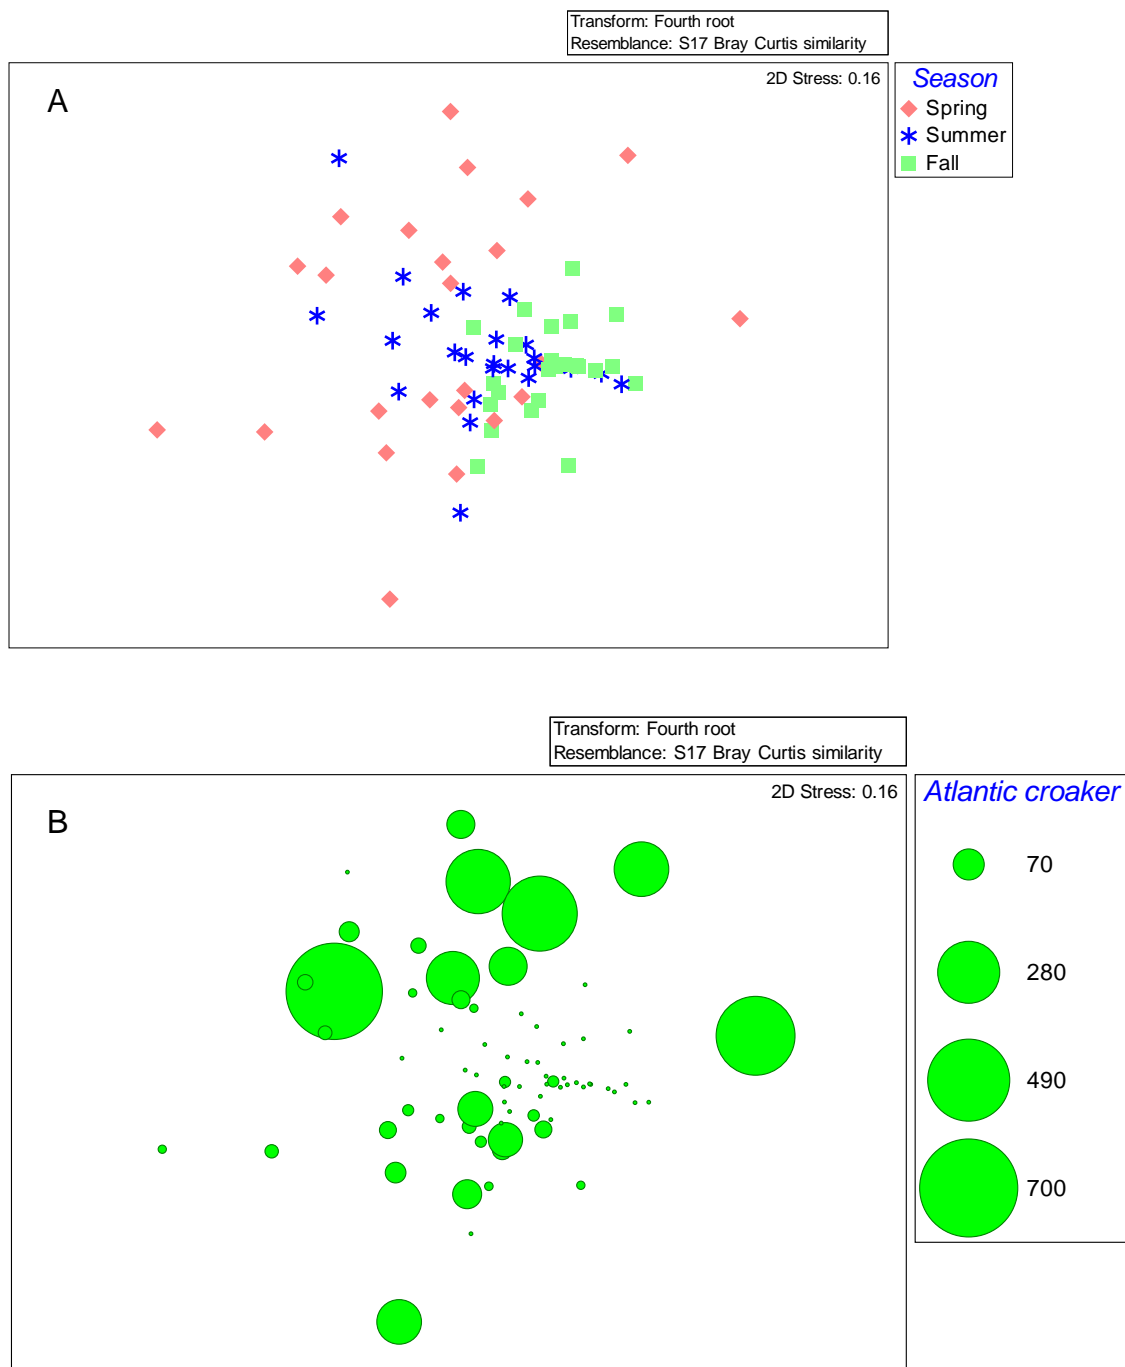 Transform: Fourth root
Resemblance: S17 Bray Curtis similarity
2D Stress: 0.16
A
Season
Spring
Summer
Fall
Transform: Fourth root
Resemblance: S17 Bray Curtis similarity
2D Stress: 0.16
B
Atlantic croaker
70
280
490
700